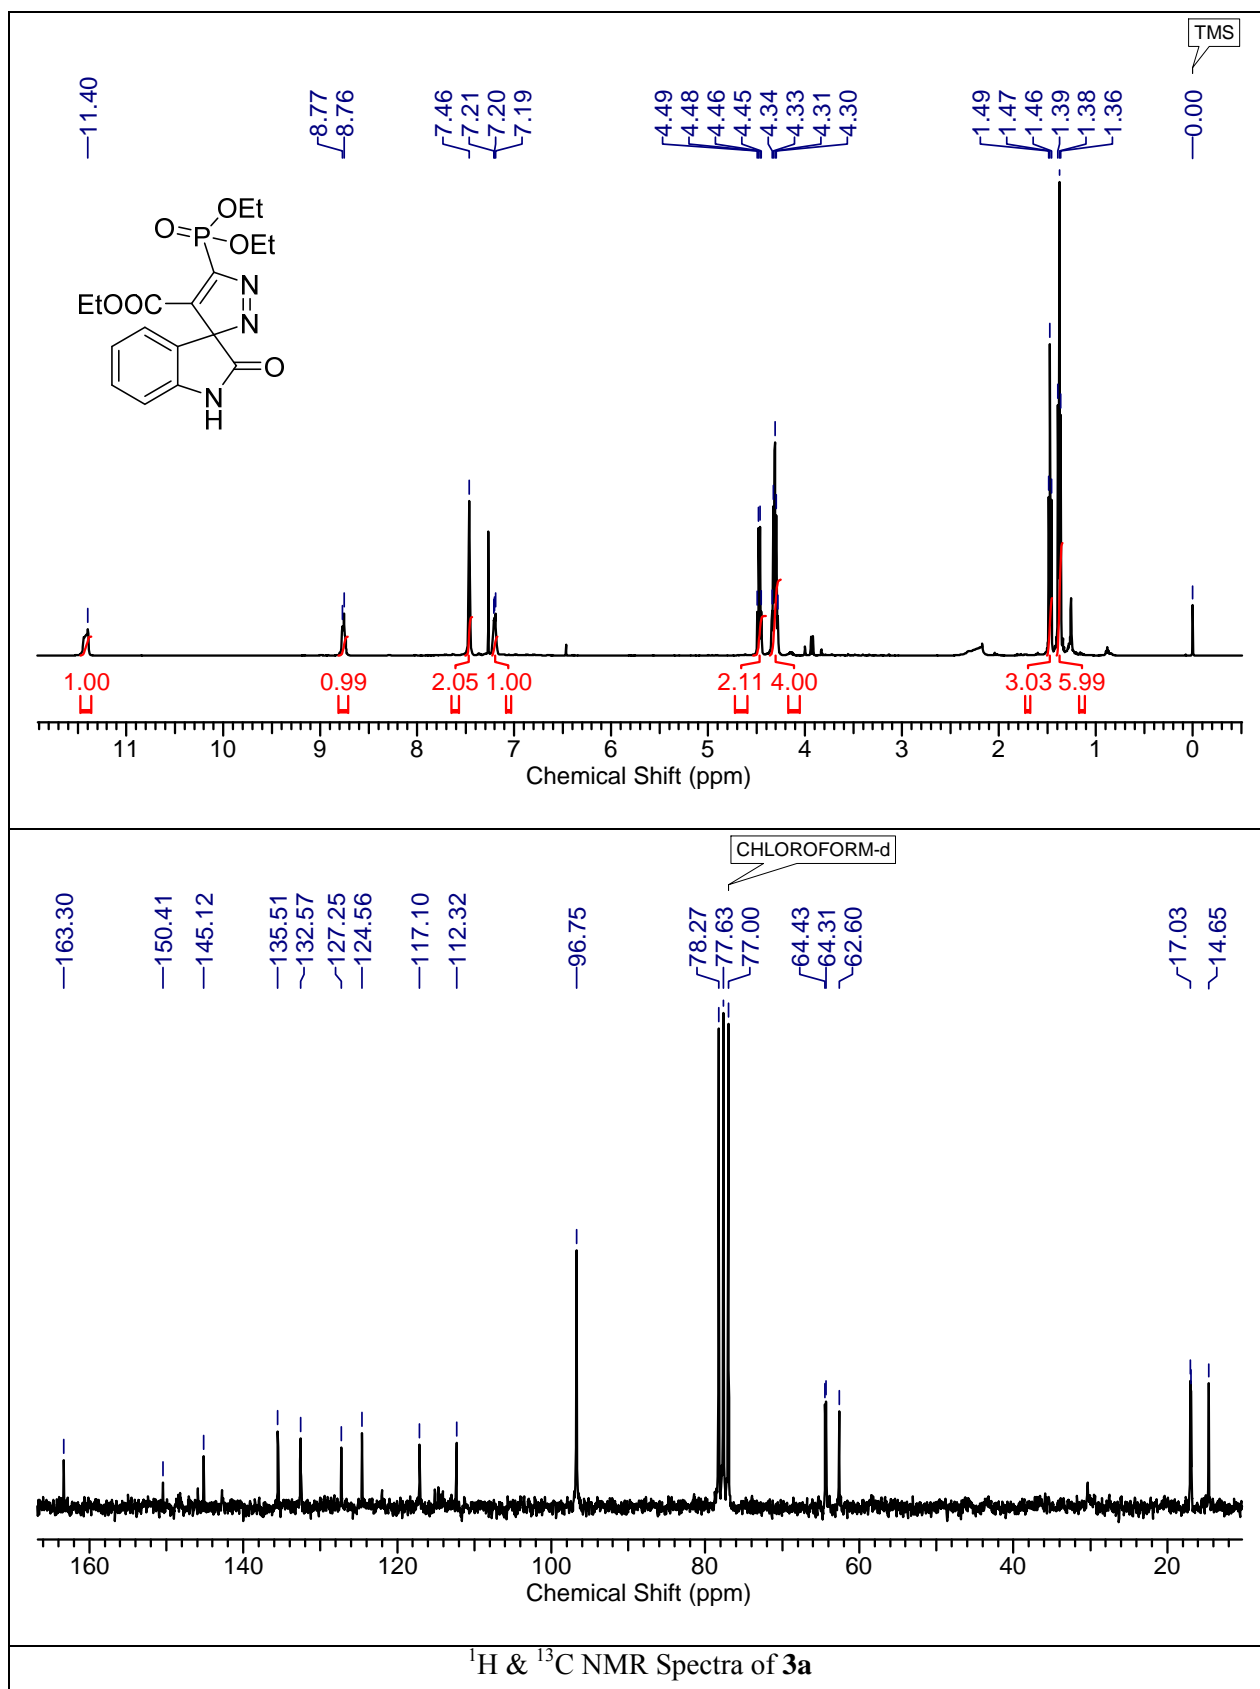 TMS
11.40
8.77
8.76
7.46
7.21
7.20
7.19
4.49
4.48
4.46
4.45
4.34
4.33
4.31
4.30
1.49
1.47
1.46
1.39
1.38
1.36
0.00
OEt
O=P
OEt
N
EtOOC
N
O
N
H
1.00 0.99 2.05 1.00 2.11 4.00 3.03 5.99
11 10 9 8 7 6 5 4 3 2 1 0
Chemical Shift (ppm)
CHLOROFORM-d
163.30
150.41
145.12
135.51
132.57
127.25
124.56
117.10
112.32
96.75
78.27
77.63
77.00
64.43
64.31
62.60
17.03
14.65
160 140 120 100 80 60 40 20
Chemical Shift (ppm)
¹H & ¹³C NMR Spectra of 3a